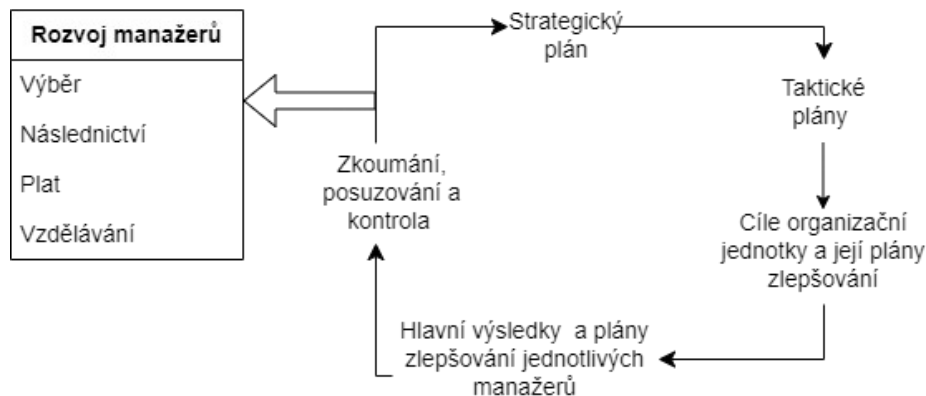 Rozvoj manažerů
Výběr
Následnictví
Plat
Vzdělávání
Strategický
plán
Taktické
plány
Cíle organizační
jednotky a její plány
zlepšování
Hlavní výsledky a plány
zlepšování jednotlivých
manažerů
Zkoumání,
posuzování a
kontrola